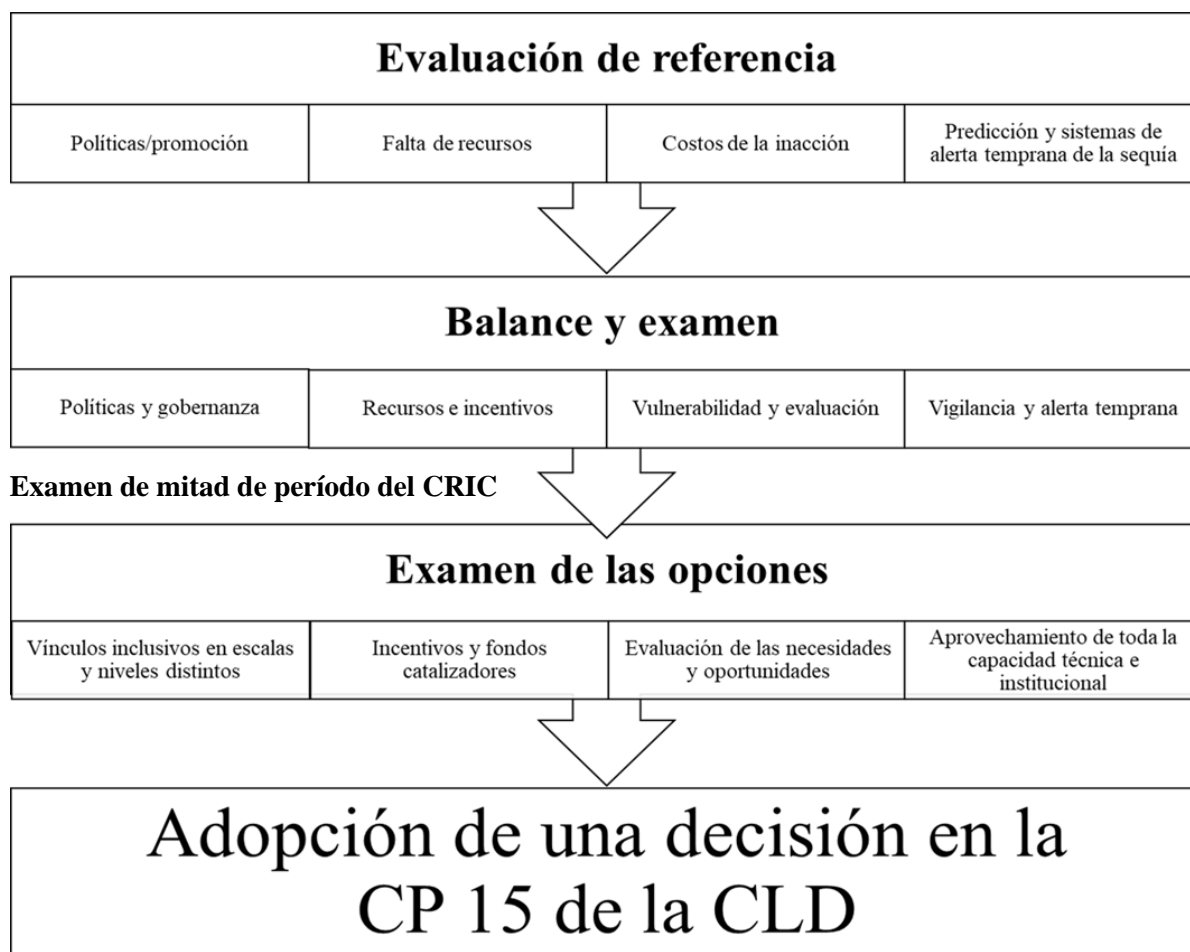 Evaluación de referencia
Políticas/promoción
Falta de recursos
Costos de la inacción
Predicción y sistemas de
alerta temprana de la sequía
Balance y examen
Políticas y gobernanza
Recursos e incentivos
Vulnerabilidad y evaluación
Vigilancia y alerta temprana
Examen de mitad de período del CRIC
Examen de las opciones
Vínculos inclusivos en escalas
y niveles distintos
Incentivos y fondos
catalizadores
Evaluación de las necesidades
y oportunidades
Aprovechamiento de toda la
capacidad técnica e
institucional
Adopción de una decisión en la
CP 15 de la CLD